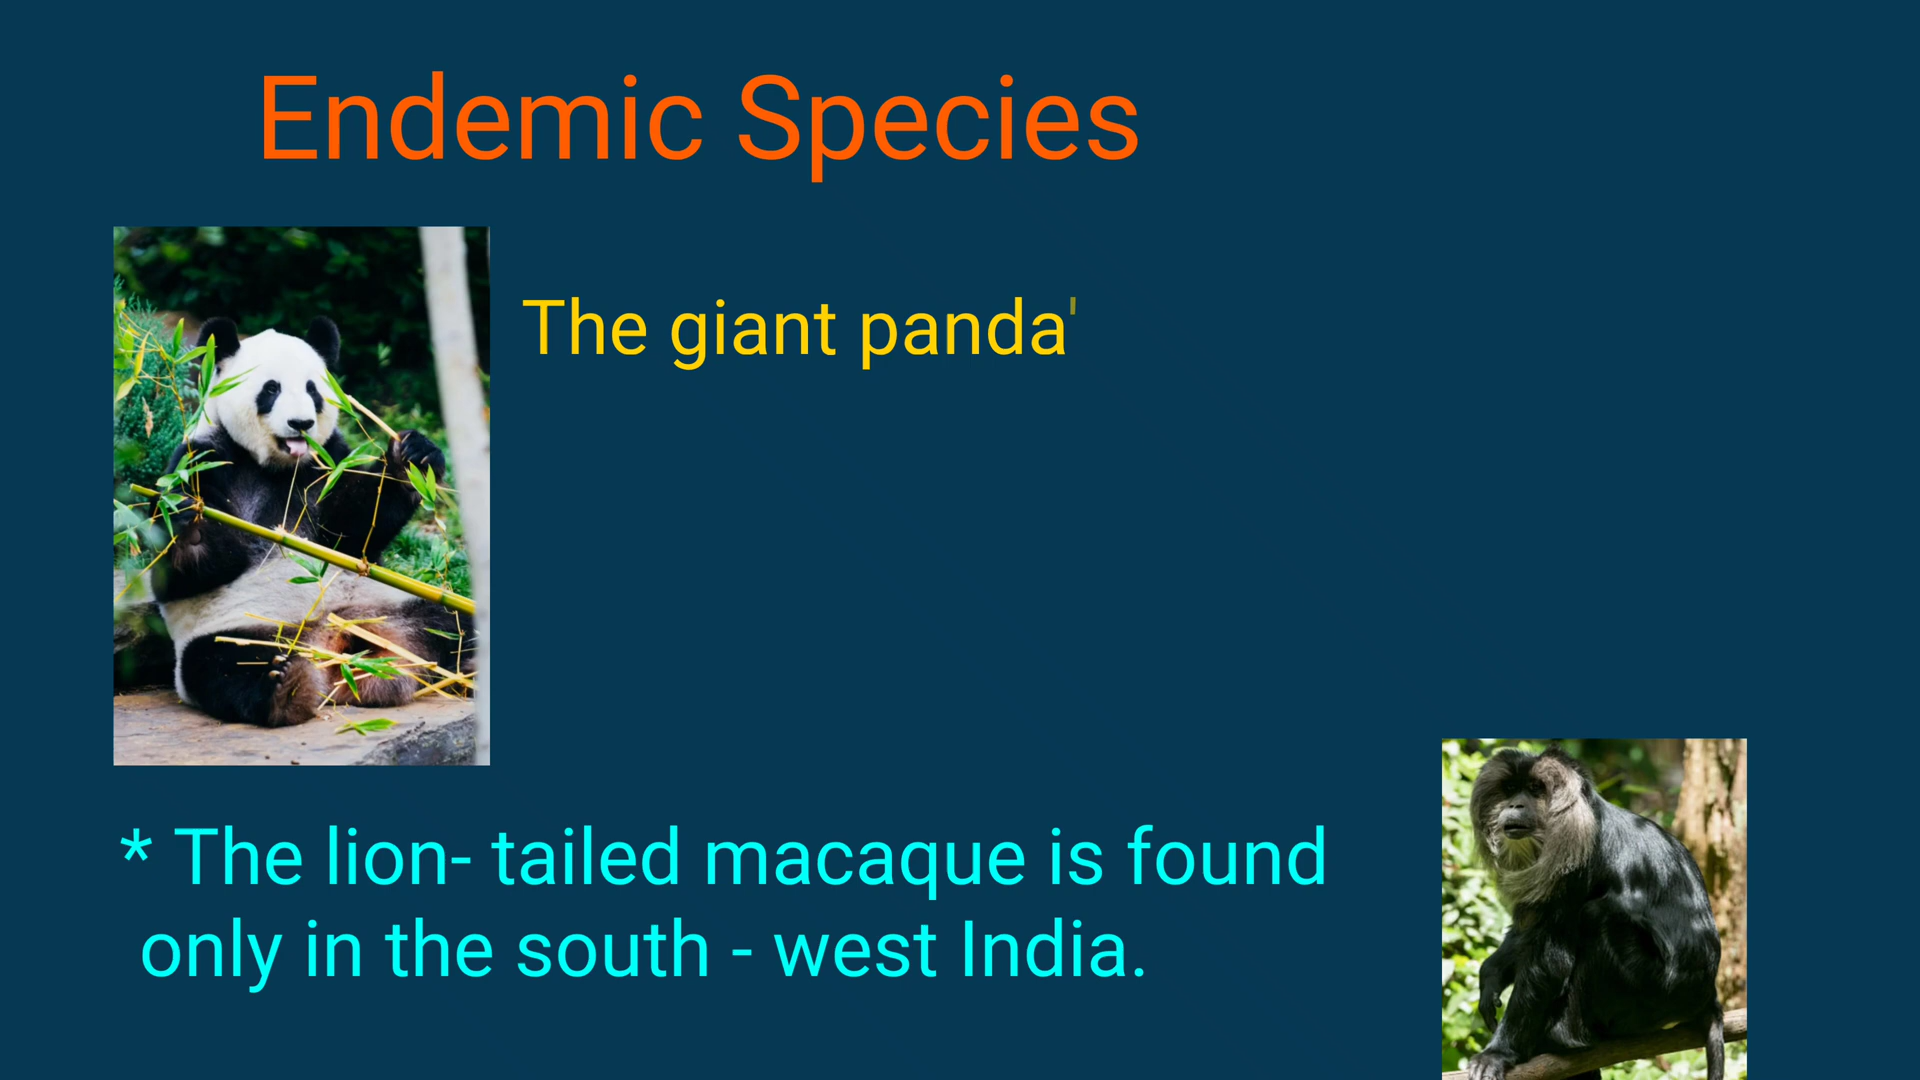 Endemic Species
The giant panda'
* The lion- tailed macaque is found
only in the south - west India.